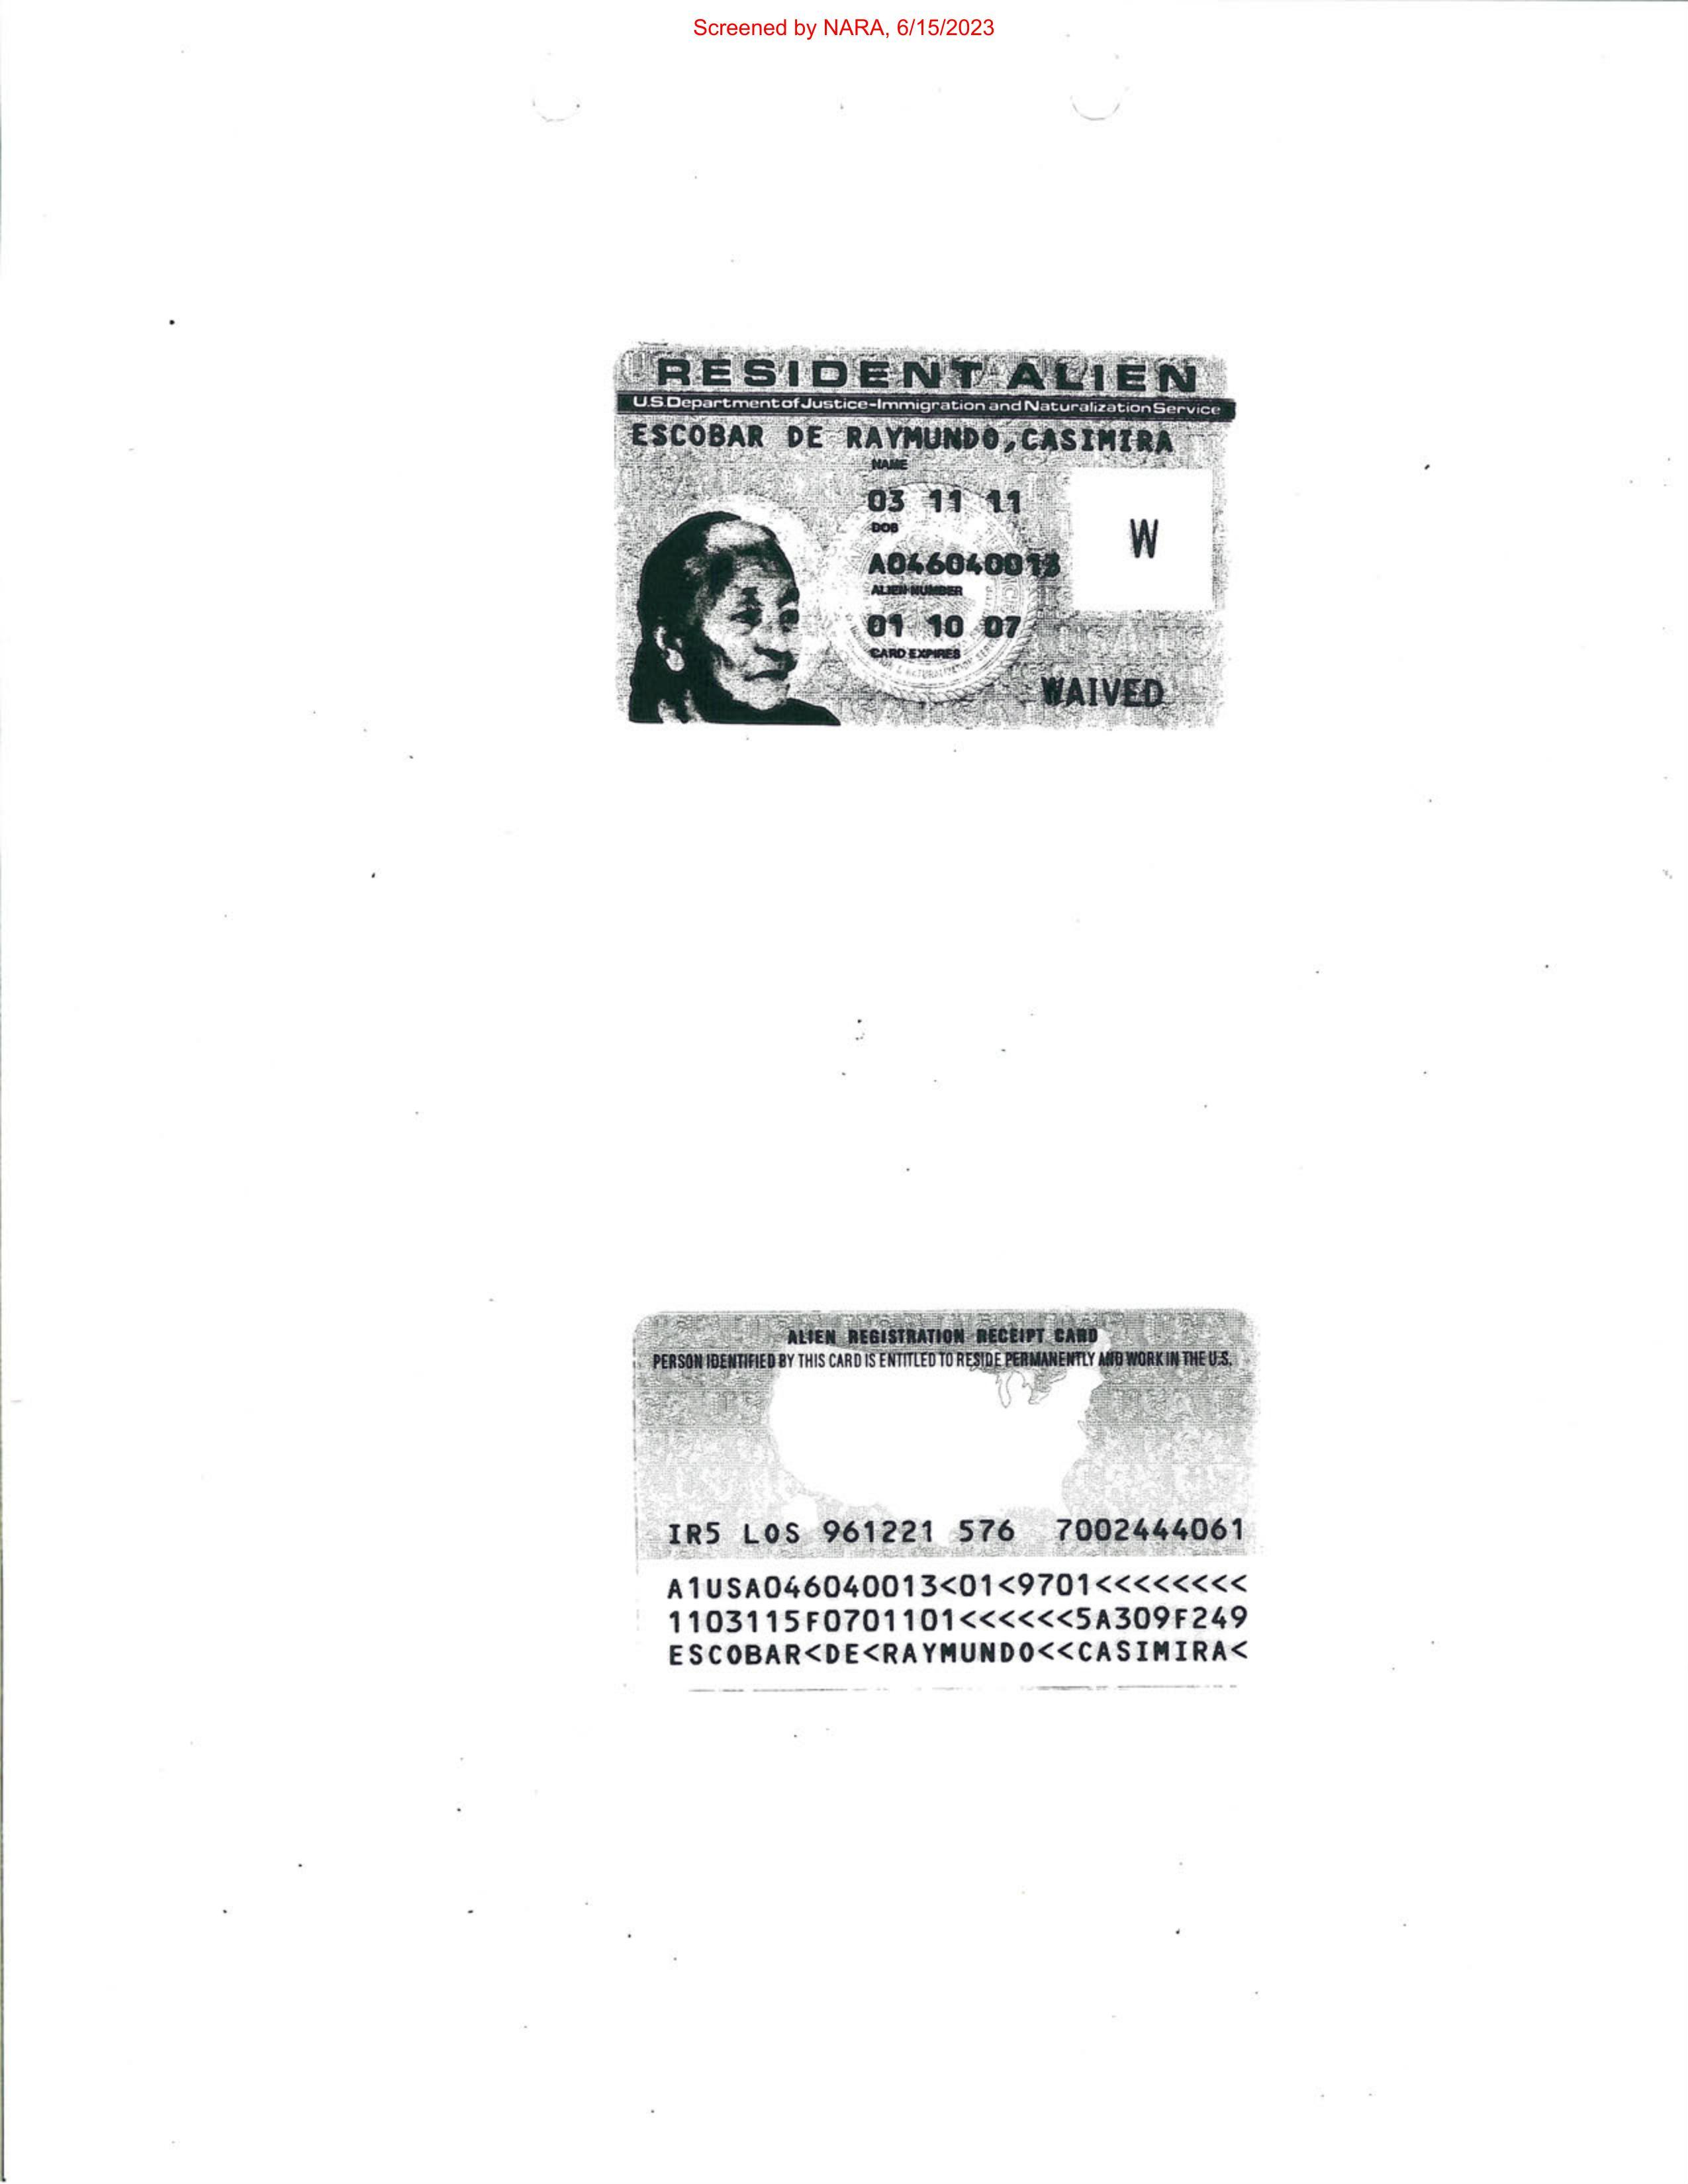 Screened by NARA, 6/15/2023
RESIDENT ALIEN
U.S. Department of Justice-Immigration and Naturalization Service
ESCOBAR DE RAYMUNDO,CASIMIRA
NAME
03 11 11
DOB
W
A046040013
ALIEN NUMBER
01 10 07
CARD EXPIRES
WAIVED
ALIEN REGISTRATION RECEIPT CARD
PERSON IDENTIFIED BY THIS CARD IS ENTITLED TO RESIDE PERMANENTLY AND WORK IN THE U.S.
IR5 LOS 961221 576 7002444061
A1USA046040013<01<9701<<<<<<<<
1103115F0701101<<<<<<5A309F249
ESCOBAR<DE<RAYMUNDO<<CASIMIRA<